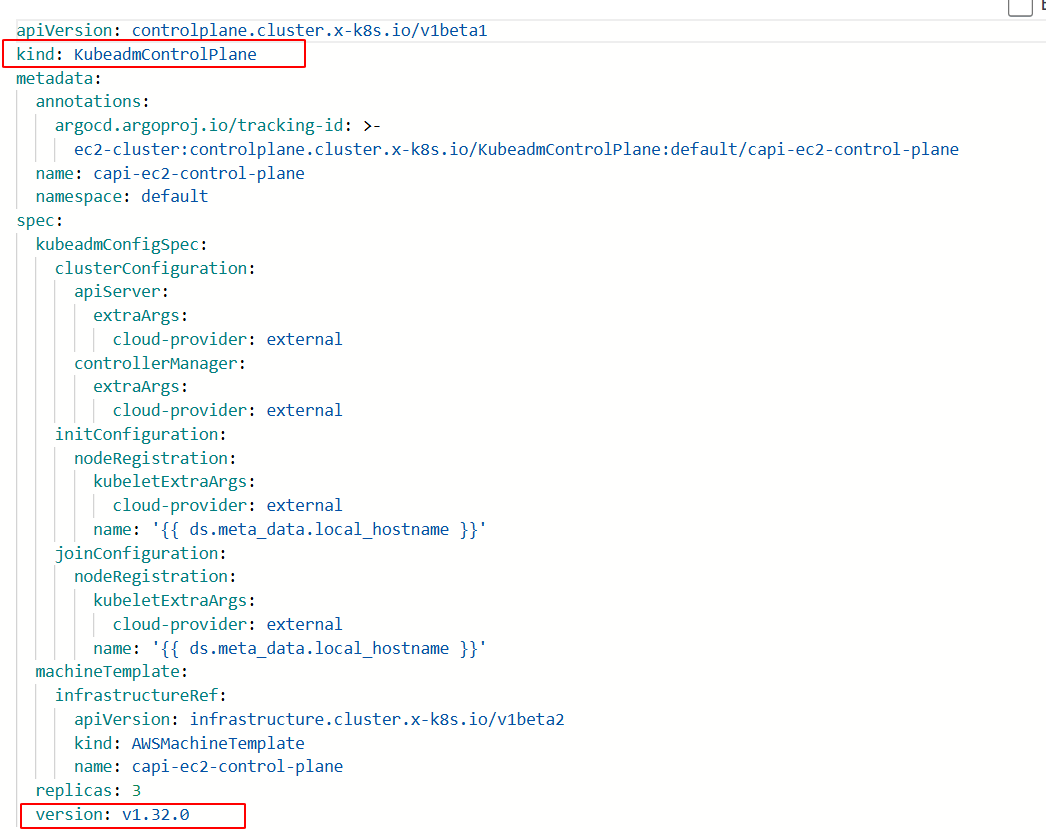 apiVersion: controlplane.cluster.x-k8s.io/v1beta1
kind: KubeadmControlPlane
metadata:
  annotations:
    argocd.argoproj.io/tracking-id: >-
      ec2-cluster:controlplane.cluster.x-k8s.io/KubeadmControlPlane:default/capi-ec2-control-plane
  name: capi-ec2-control-plane
  namespace: default
spec:
  kubeadmConfigSpec:
    clusterConfiguration:
      apiServer:
        extraArgs:
          cloud-provider: external
      controllerManager:
        extraArgs:
          cloud-provider: external
    initConfiguration:
      nodeRegistration:
        kubeletExtraArgs:
          cloud-provider: external
        name: '{{ ds.meta_data.local_hostname }}'
    joinConfiguration:
      nodeRegistration:
        kubeletExtraArgs:
          cloud-provider: external
        name: '{{ ds.meta_data.local_hostname }}'
  machineTemplate:
    infrastructureRef:
      apiVersion: infrastructure.cluster.x-k8s.io/v1beta2
      kind: AWSMachineTemplate
      name: capi-ec2-control-plane
  replicas: 3
  version: v1.32.0